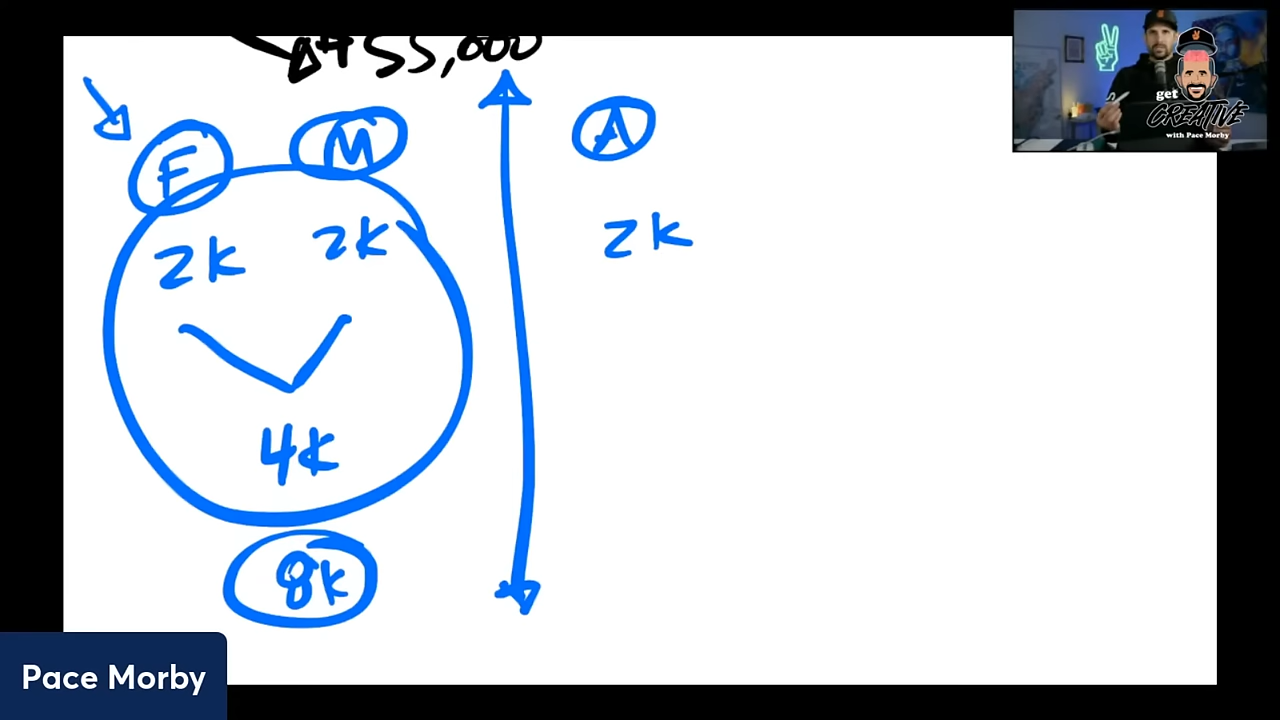 $455,000
F M A
2K 2K 2K
4K
8K
get
CREATIVE
with Pace Morby
Pace Morby